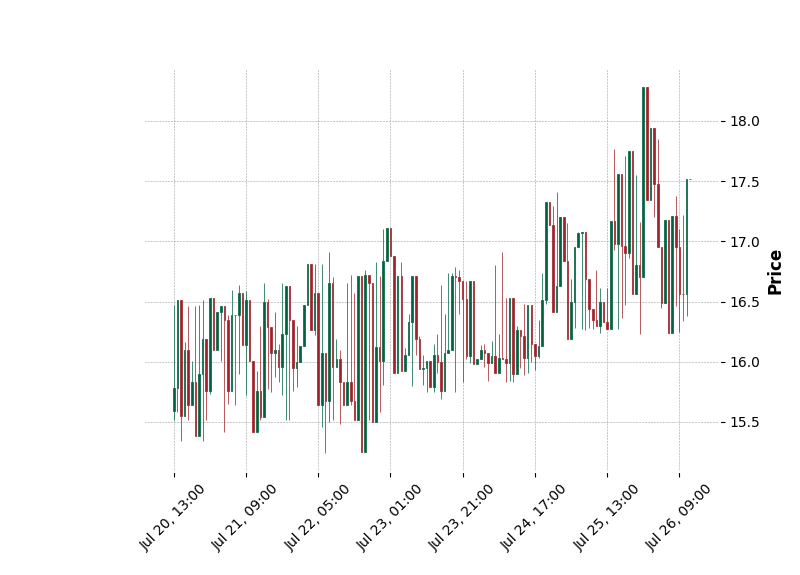 18.0
17.5
17.0
16.5
16.0
15.5
Price
Jul 20, 13:00
Jul 21, 09:00
Jul 22, 05:00
Jul 23, 01:00
Jul 23, 21:00
Jul 24, 17:00
Jul 25, 13:00
Jul 26, 09:00